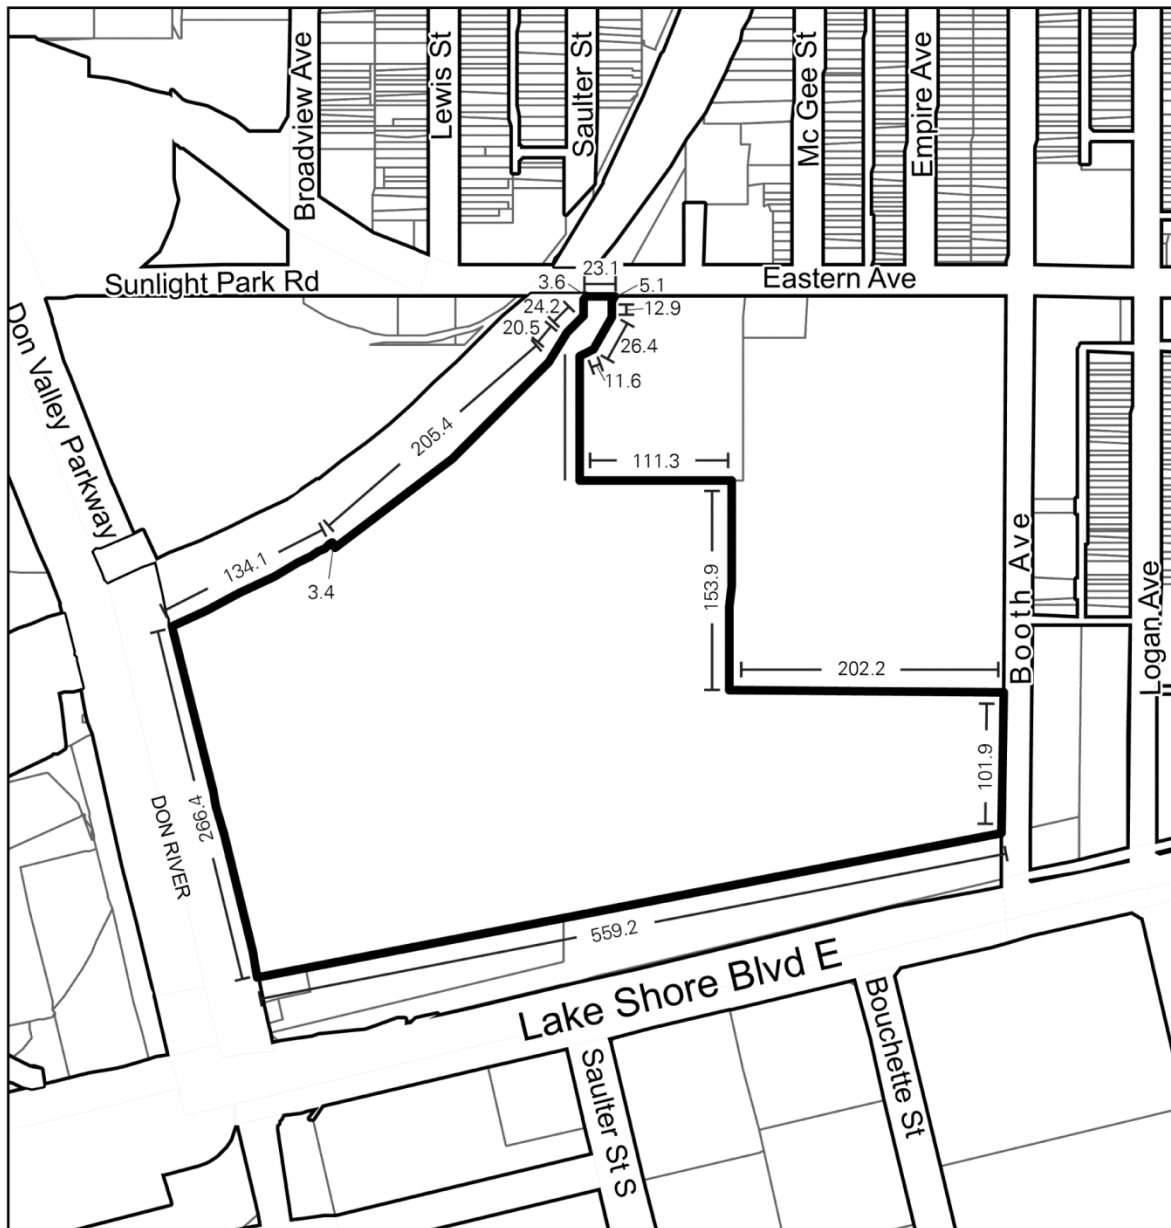 Broadview Ave
Lewis St
Saulter St
Mc Gee St
Empire Ave
Sunlight Park Rd
Eastern Ave
23.1
3.6
5.1
24.2
12.9
20.5
26.4
11.6
Don Valley Parkway
205.4
111.3
134.1
3.4
153.9
202.2
Booth Ave
Logan Ave
101.9
266.4
DON RIVER
559.2
Lake Shore Blvd E
Bouchette St
Saulter St S